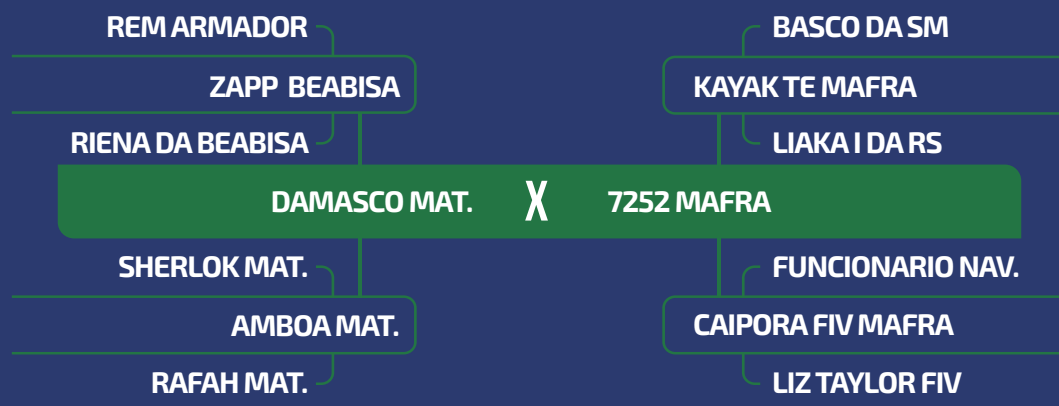 REM ARMADOR
ZAPP BEABISA
RIENA DA BEABISA
BASCO DA SM
KAYAK TE MAFRA
LIAKA I DA RS
DAMASCO MAT. X 7252 MAFRA
SHERLOK MAT.
AMBOA MAT.
RAFAH MAT.
FUNCIONARIO NAV.
CAIPORA FIV MAFRA
LIZ TAYLOR FIV